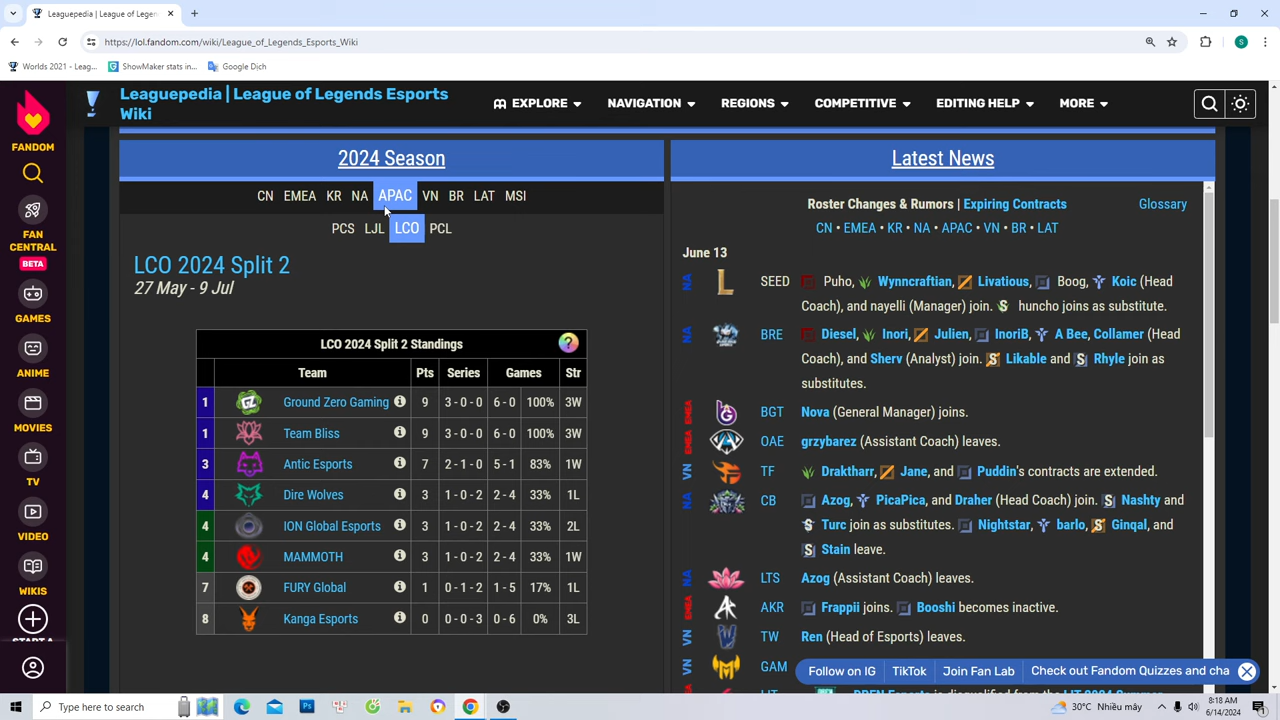 Leaguepedia | League of Legen
https://lol.fandom.com/wiki/League_of_Legends_Esports_Wiki
S
Worlds 2021 - Leag...
ShowMaker stats in...
Google Dịch
FANDOM
FAN CENTRAL
BETA
GAMES
ANIME
MOVIES
TV
VIDEO
WIKIS
START A
Leaguepedia | League of Legends Esports
Wiki
EXPLORE
NAVIGATION
REGIONS
COMPETITIVE
EDITING HELP
MORE
2024 Season
CN EMEA KR NA APAC VN BR LAT MSI
PCS LJL LCO PCL
LCO 2024 Split 2
27 May - 9 Jul
LCO 2024 Split 2 Standings
?
Team Pts Series Games Str
1 Ground Zero Gaming 9 3 - 0 - 0 6 - 0 100% 3W
1 Team Bliss 9 3 - 0 - 0 6 - 0 100% 3W
3 Antic Esports 7 2 - 1 - 0 5 - 1 83% 1W
4 Dire Wolves 3 1 - 0 - 2 2 - 4 33% 1L
4 ION Global Esports 3 1 - 0 - 2 2 - 4 33% 2L
4 MAMMOTH 3 1 - 0 - 2 2 - 4 33% 1W
7 FURY Global 1 0 - 1 - 2 1 - 5 17% 1L
8 Kanga Esports 0 0 - 0 - 3 0 - 6 0% 3L
Latest News
Roster Changes & Rumors | Expiring Contracts
Glossary
CN • EMEA • KR • NA • APAC • VN • BR • LAT
June 13
NA SEED Puho, Wynncraftian, Livatious, Boog, Koic (Head
Coach), and nayelli (Manager) join. huncho joins as substitute.
NA BRE Diesel, Inori, Julien, InoriB, A Bee, Collamer (Head
Coach), and Sherv (Analyst) join. Likable and Rhyle join as
substitutes.
EMEA BGT Nova (General Manager) joins.
EMEA OAE grzybarez (Assistant Coach) leaves.
VN TF Draktharr, Jane, and Puddin's contracts are extended.
NA CB Azog, PicaPica, and Draher (Head Coach) join. Nashty and
Turc join as substitutes. Nightstar, barlo, Ginqal, and
Stain leave.
NA LTS Azog (Assistant Coach) leaves.
EMEA AKR Frappii joins. Booshi becomes inactive.
VN TW Ren (Head of Esports) leaves.
VN GAM
Follow on IG
TikTok
Join Fan Lab
Check out Fandom Quizzes and cha
Type here to search
Ps
30°C Nhiều mây
8:18 AM
6/14/2024